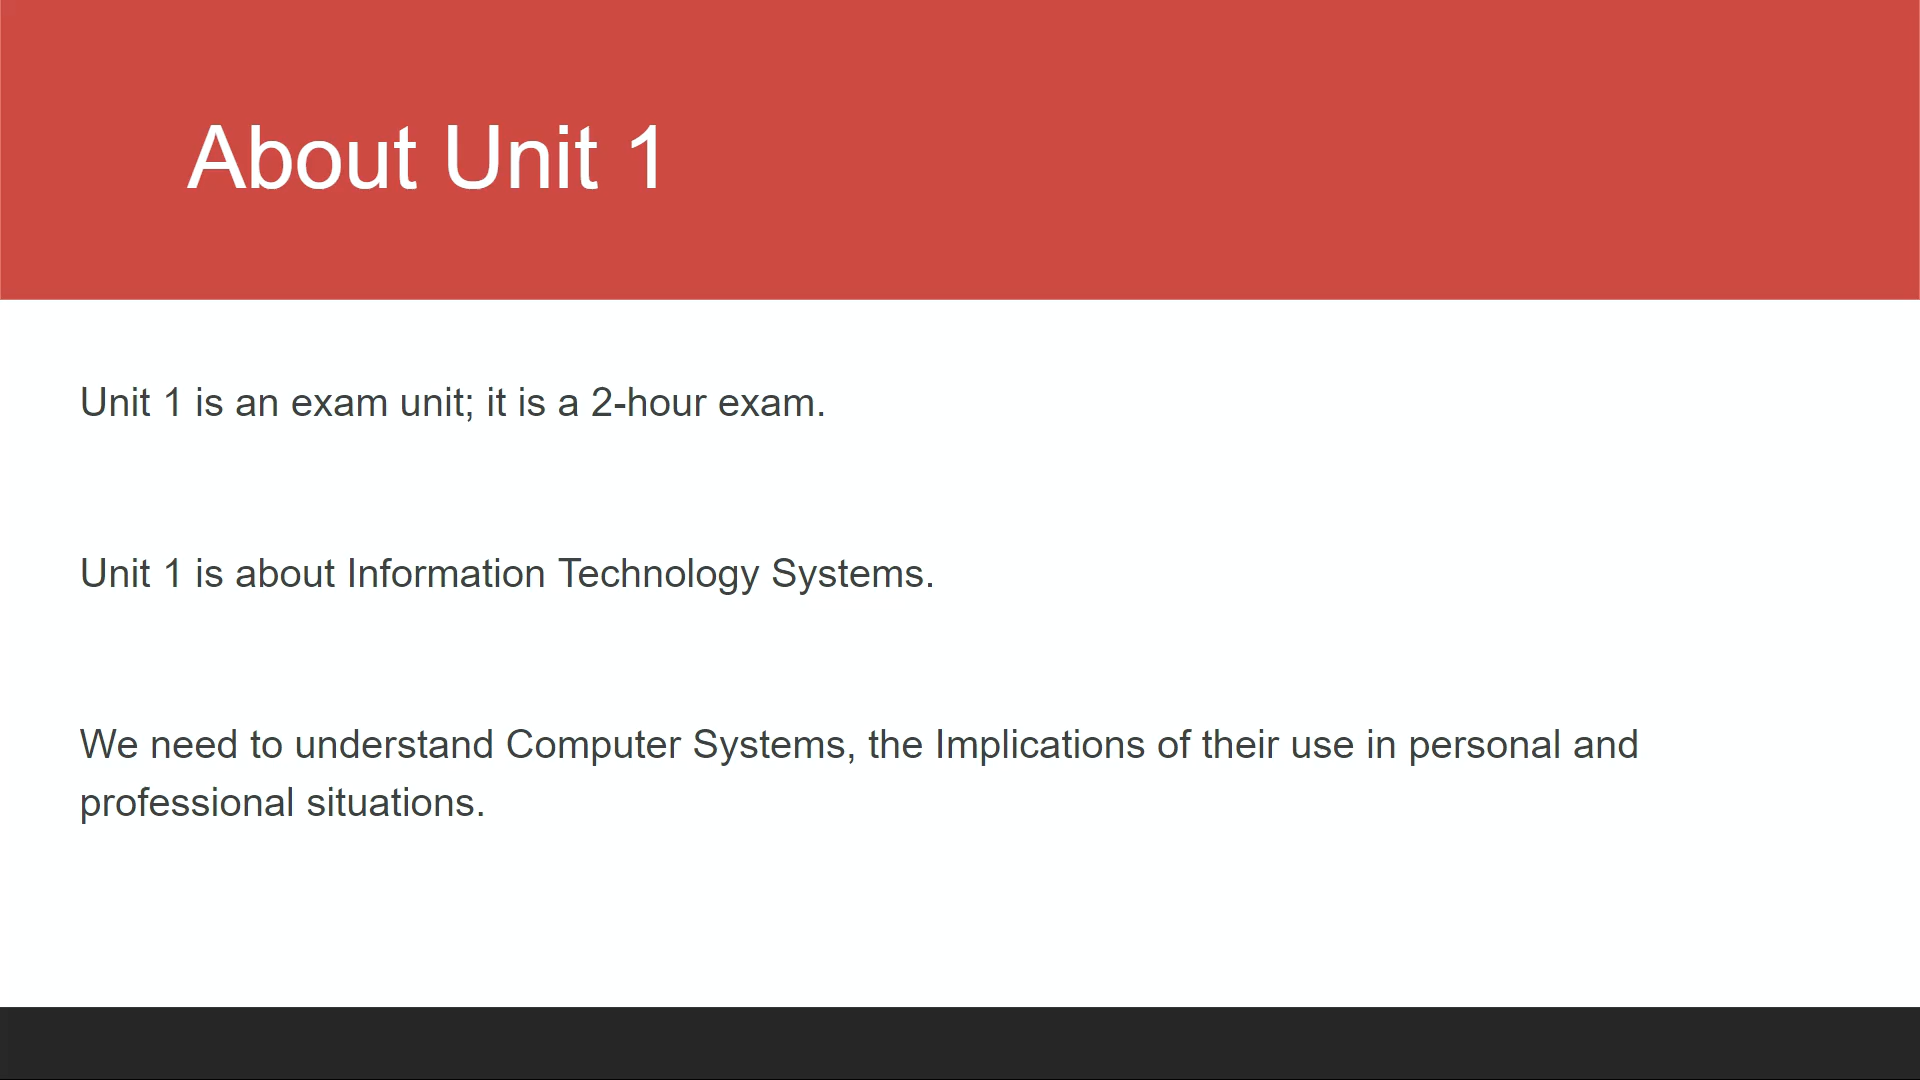 About Unit 1
Unit 1 is an exam unit; it is a 2-hour exam.
Unit 1 is about Information Technology Systems.
We need to understand Computer Systems, the Implications of their use in personal and
professional situations.